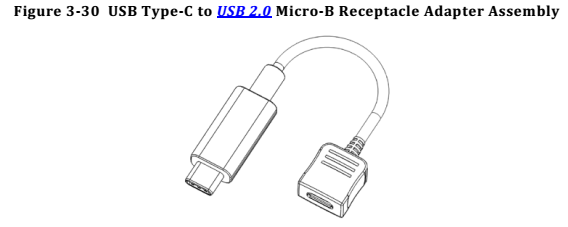 Figure 3-30 USB Type-C to USB 2.0 Micro-B Receptacle Adapter Assembly